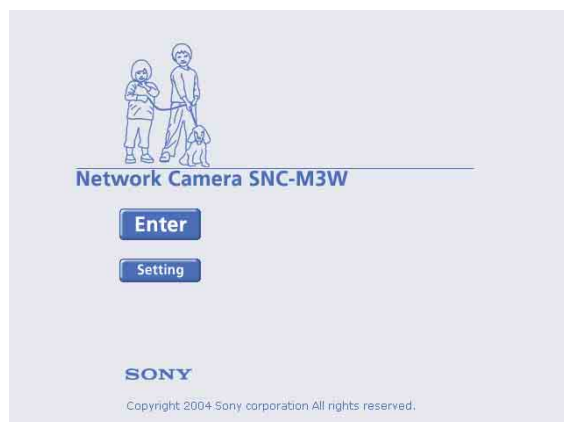 Network Camera SNC-M3W
Enter
Setting
SONY
Copyright 2004 Sony corporation All rights reserved.